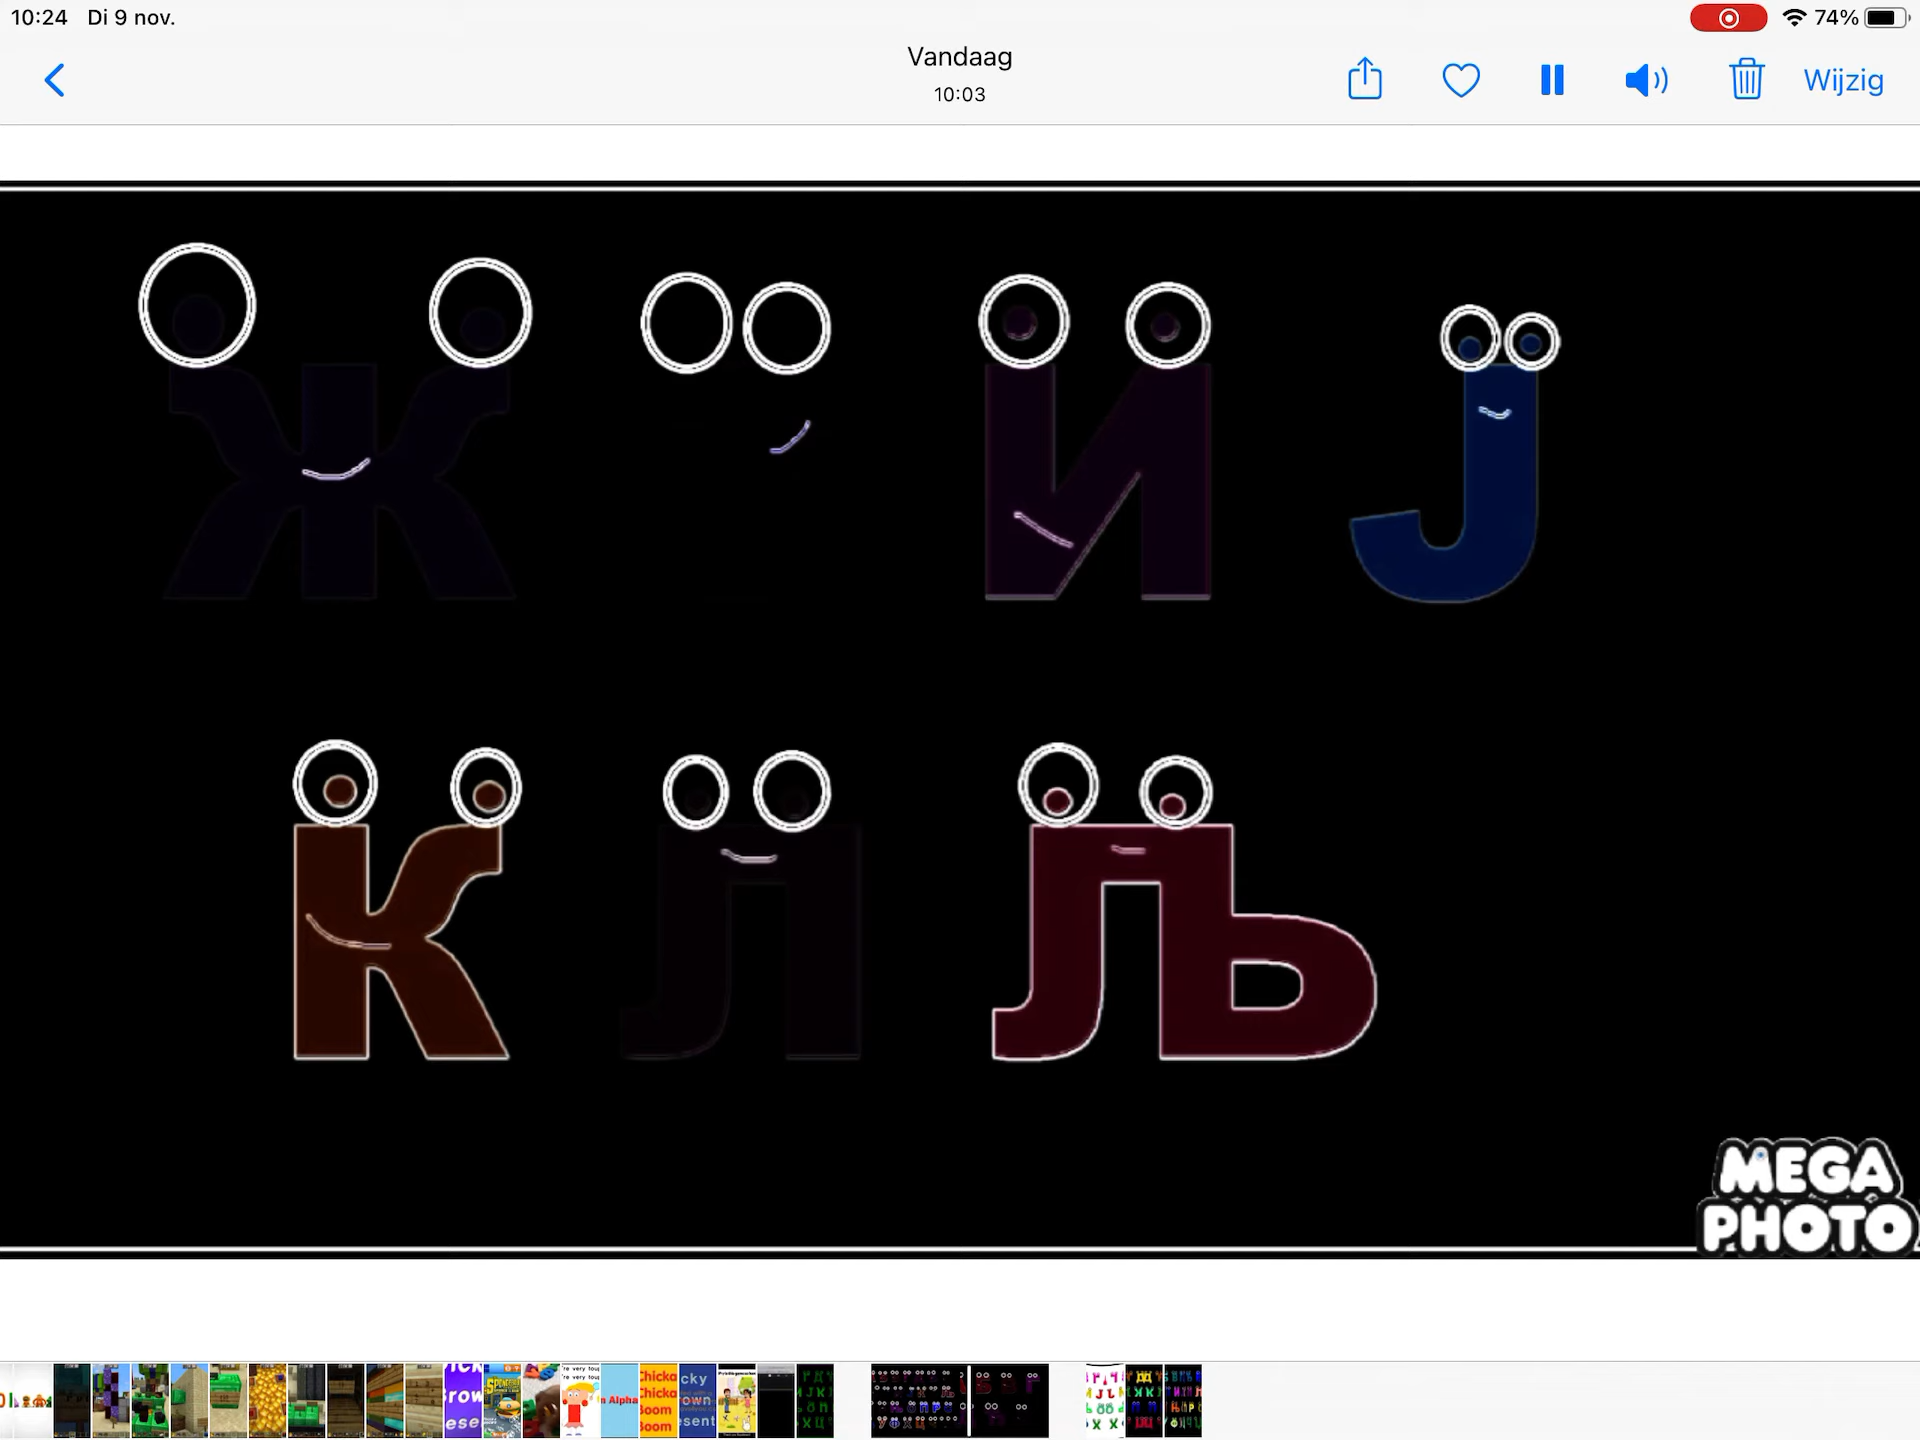 10:24 Di 9 nov.
74%
Vandaag
10:03
Wijzig
Ж И Ј
К Л Љ
MEGA
PHOTO